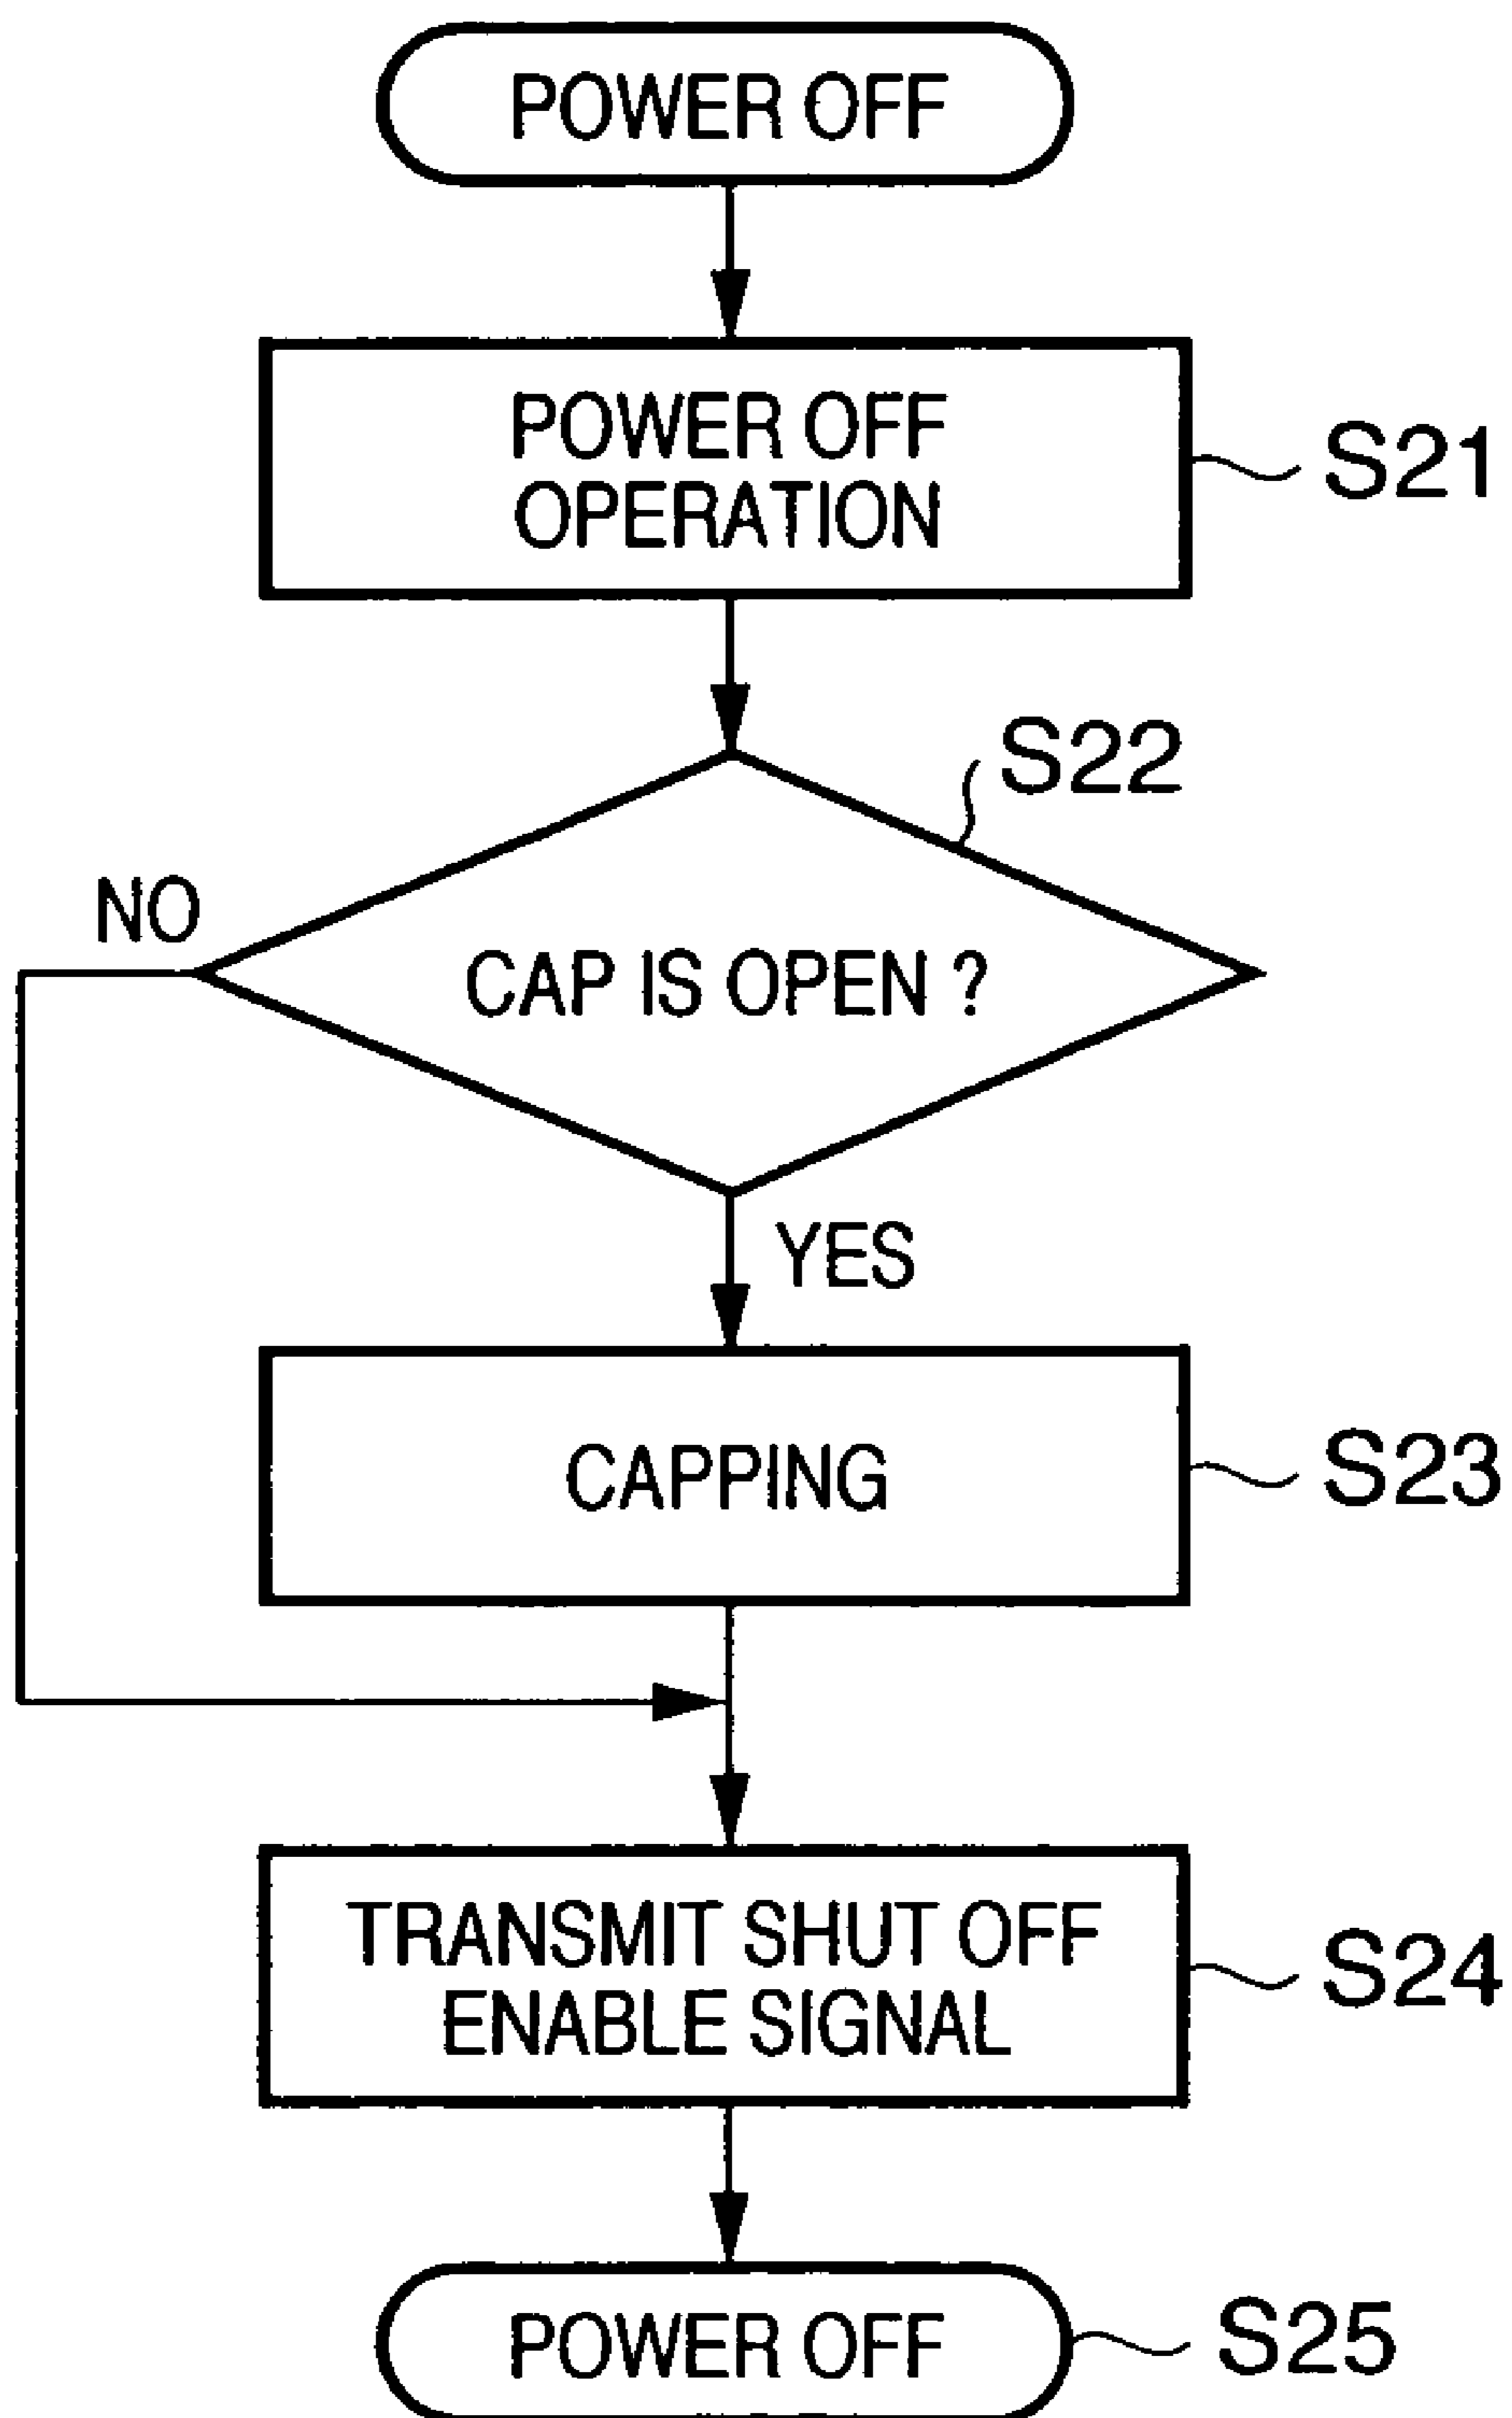 POWER OFF
POWER OFF
OPERATION
S21
S22
NO
CAP IS OPEN ?
YES
CAPPING
S23
TRANSMIT SHUT OFF
ENABLE SIGNAL
S24
POWER OFF
S25